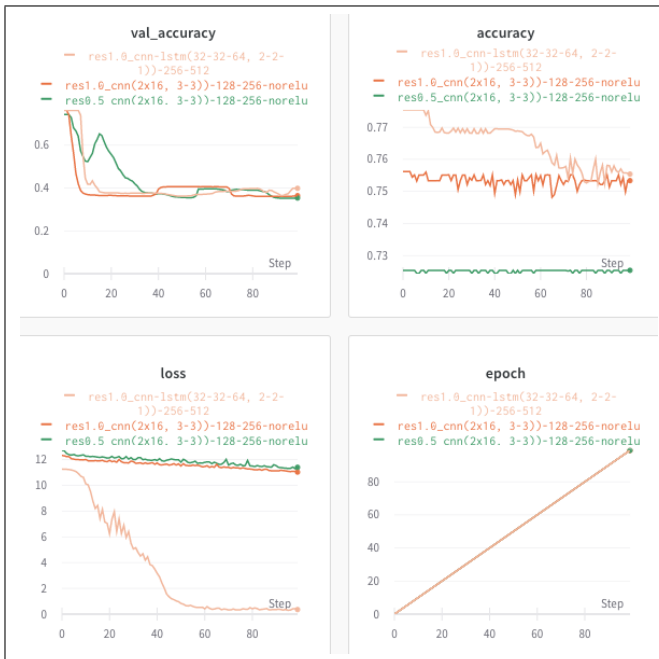 val_accuracy
res1.0_cnn-lstm(32-32-64, 2-2-
1))-256-512
res1.0_cnn(2x16, 3-3))-128-256-norelu
res0.5 cnn(2x16. 3-3))-128-256-norelu
0.6
0.4
0.2
0
Step
0 20 40 60 80
accuracy
res1.0_cnn-lstm(32-32-64, 2-2-
1))-256-512
res1.0_cnn(2x16, 3-3))-128-256-norelu
res0.5_cnn(2x16, 3-3))-128-256-norelu
0.77
0.76
0.75
0.74
0.73
Step
0 20 40 60 80
loss
res1.0_cnn-lstm(32-32-64, 2-2-
1))-256-512
res1.0_cnn(2x16, 3-3))-128-256-norelu
res0.5 cnn(2x16. 3-3))-128-256-norelu
12
10
8
6
4
2
0
Step
0 20 40 60 80
epoch
res1.0_cnn-lstm(32-32-64, 2-2-
1))-256-512
res1.0_cnn(2x16, 3-3))-128-256-norelu
res0.5 cnn(2x16. 3-3))-128-256-norelu
80
60
40
20
0
Step
0 20 40 60 80